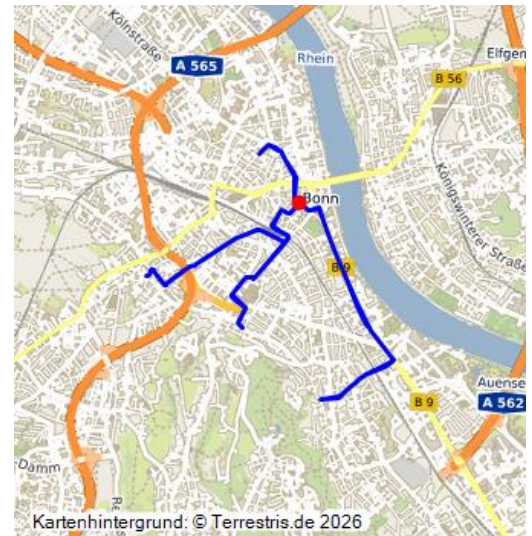 Kölnstraße
A 565
Rhein
Elfgen
B 56
Königswinterer Straße
Bonn
B 9
Auense
A 562
B 9
-Damm
Kartenhintergrund: © Terrestris.de 2026